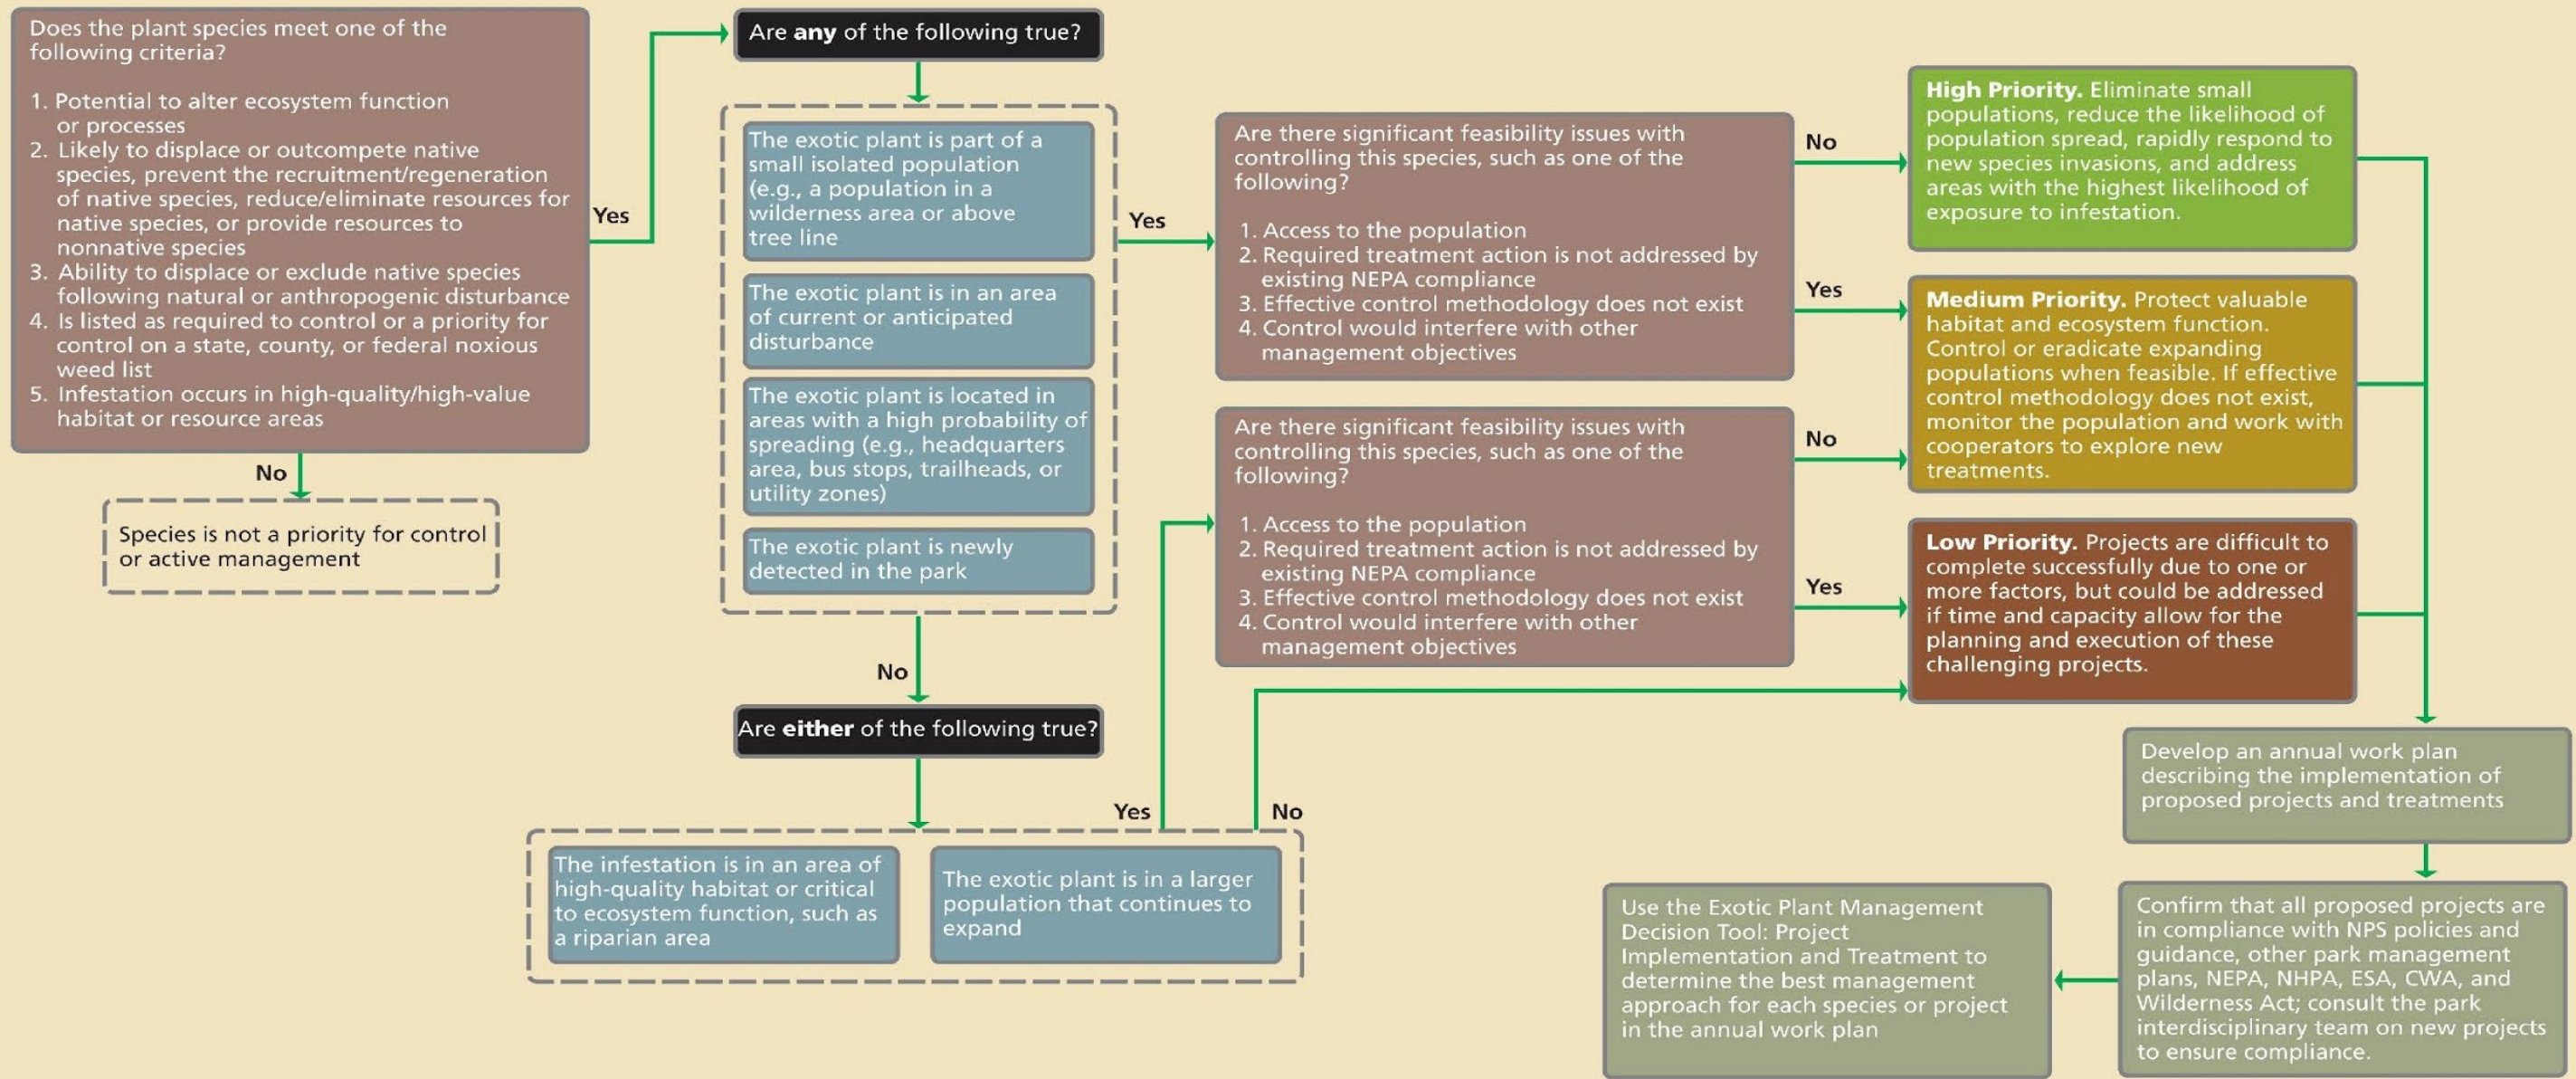 Does the plant species meet one of the
following criteria?
1. Potential to alter ecosystem function
or processes
2. Likely to displace or outcompete native
species, prevent the recruitment/regeneration
of native species, reduce/eliminate resources for
native species, or provide resources to
nonnative species
3. Ability to displace or exclude native species
following natural or anthropogenic disturbance
4. Is listed as required to control or a priority for
control on a state, county, or federal noxious
weed list
5. Infestation occurs in high-quality/high-value
habitat or resource areas
No
Species is not a priority for control
or active management
Yes
Are any of the following true?
The exotic plant is part of a
small isolated population
(e.g., a population in a
wilderness area or above
tree line
The exotic plant is in an area
of current or anticipated
disturbance
The exotic plant is located in
areas with a high probability of
spreading (e.g., headquarters
area, bus stops, trailheads, or
utility zones)
The exotic plant is newly
detected in the park
No
Are either of the following true?
The infestation is in an area of
high-quality habitat or critical
to ecosystem function, such as
a riparian area
The exotic plant is in a larger
population that continues to
expand
Yes
No
Yes
Are there significant feasibility issues with
controlling this species, such as one of the
following?
1. Access to the population
2. Required treatment action is not addressed by
existing NEPA compliance
3. Effective control methodology does not exist
4. Control would interfere with other
management objectives
No
Yes
Are there significant feasibility issues with
controlling this species, such as one of the
following?
1. Access to the population
2. Required treatment action is not addressed by
existing NEPA compliance
3. Effective control methodology does not exist
4. Control would interfere with other
management objectives
No
Yes
High Priority. Eliminate small
populations, reduce the likelihood of
population spread, rapidly respond to
new species invasions, and address
areas with the highest likelihood of
exposure to infestation.
Medium Priority. Protect valuable
habitat and ecosystem function.
Control or eradicate expanding
populations when feasible. If effective
control methodology does not exist,
monitor the population and work with
cooperators to explore new
treatments.
Low Priority. Projects are difficult to
complete successfully due to one or
more factors, but could be addressed
if time and capacity allow for the
planning and execution of these
challenging projects.
Develop an annual work plan
describing the implementation of
proposed projects and treatments
Confirm that all proposed projects are
in compliance with NPS policies and
guidance, other park management
plans, NEPA, NHPA, ESA, CWA, and
Wilderness Act; consult the park
interdisciplinary team on new projects
to ensure compliance.
Use the Exotic Plant Management
Decision Tool: Project
Implementation and Treatment to
determine the best management
approach for each species or project
in the annual work plan